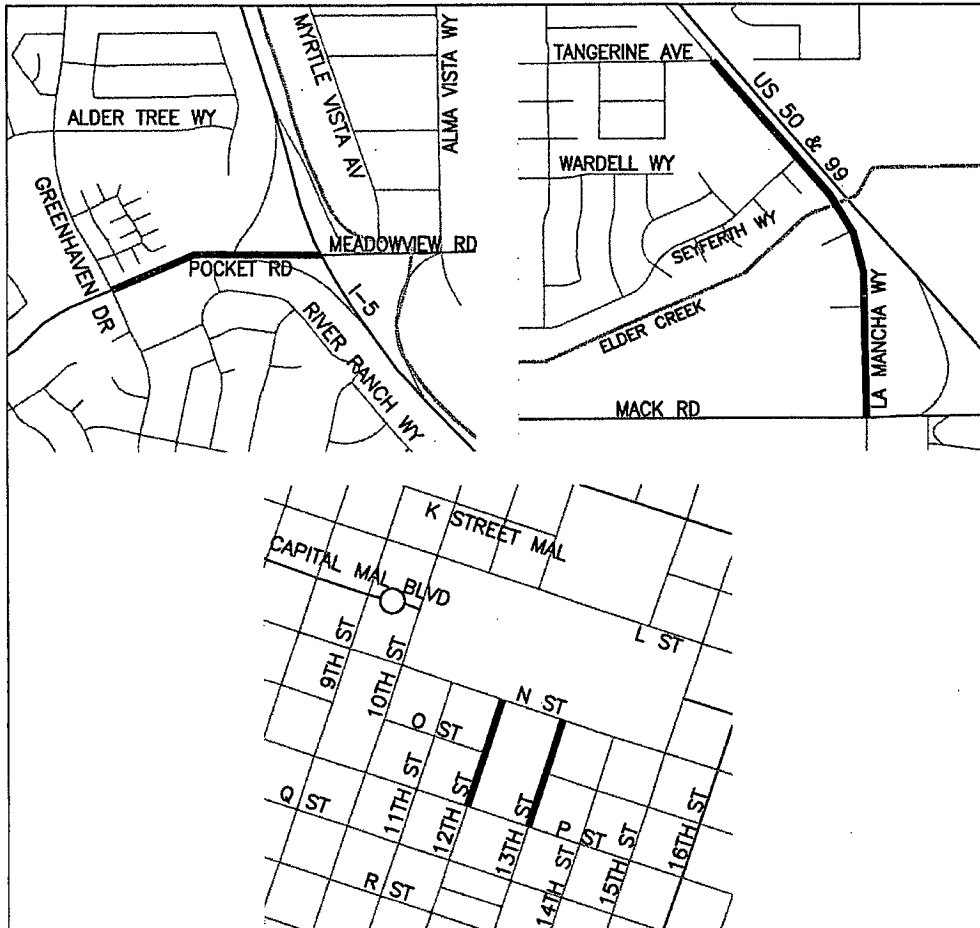 MYRTLE VISTA AV
ALMA VISTA WY
ALDER TREE WY
GREENHAVEN DR
MEADOWVIEW RD
POCKET RD
I-5
RIVER RANCH WY
TANGERINE AVE
US 50 & 99
WARDELL WY
SEYFERTH WY
ELDER CREEK
LA MANCHA WY
MACK RD
K STREET MAL
CAPITAL MAL BLVD
L ST
9TH ST
10TH ST
N ST
O ST
11TH ST
12TH ST
13TH ST
Q ST
P ST
14TH ST
15TH ST
16TH ST
R ST